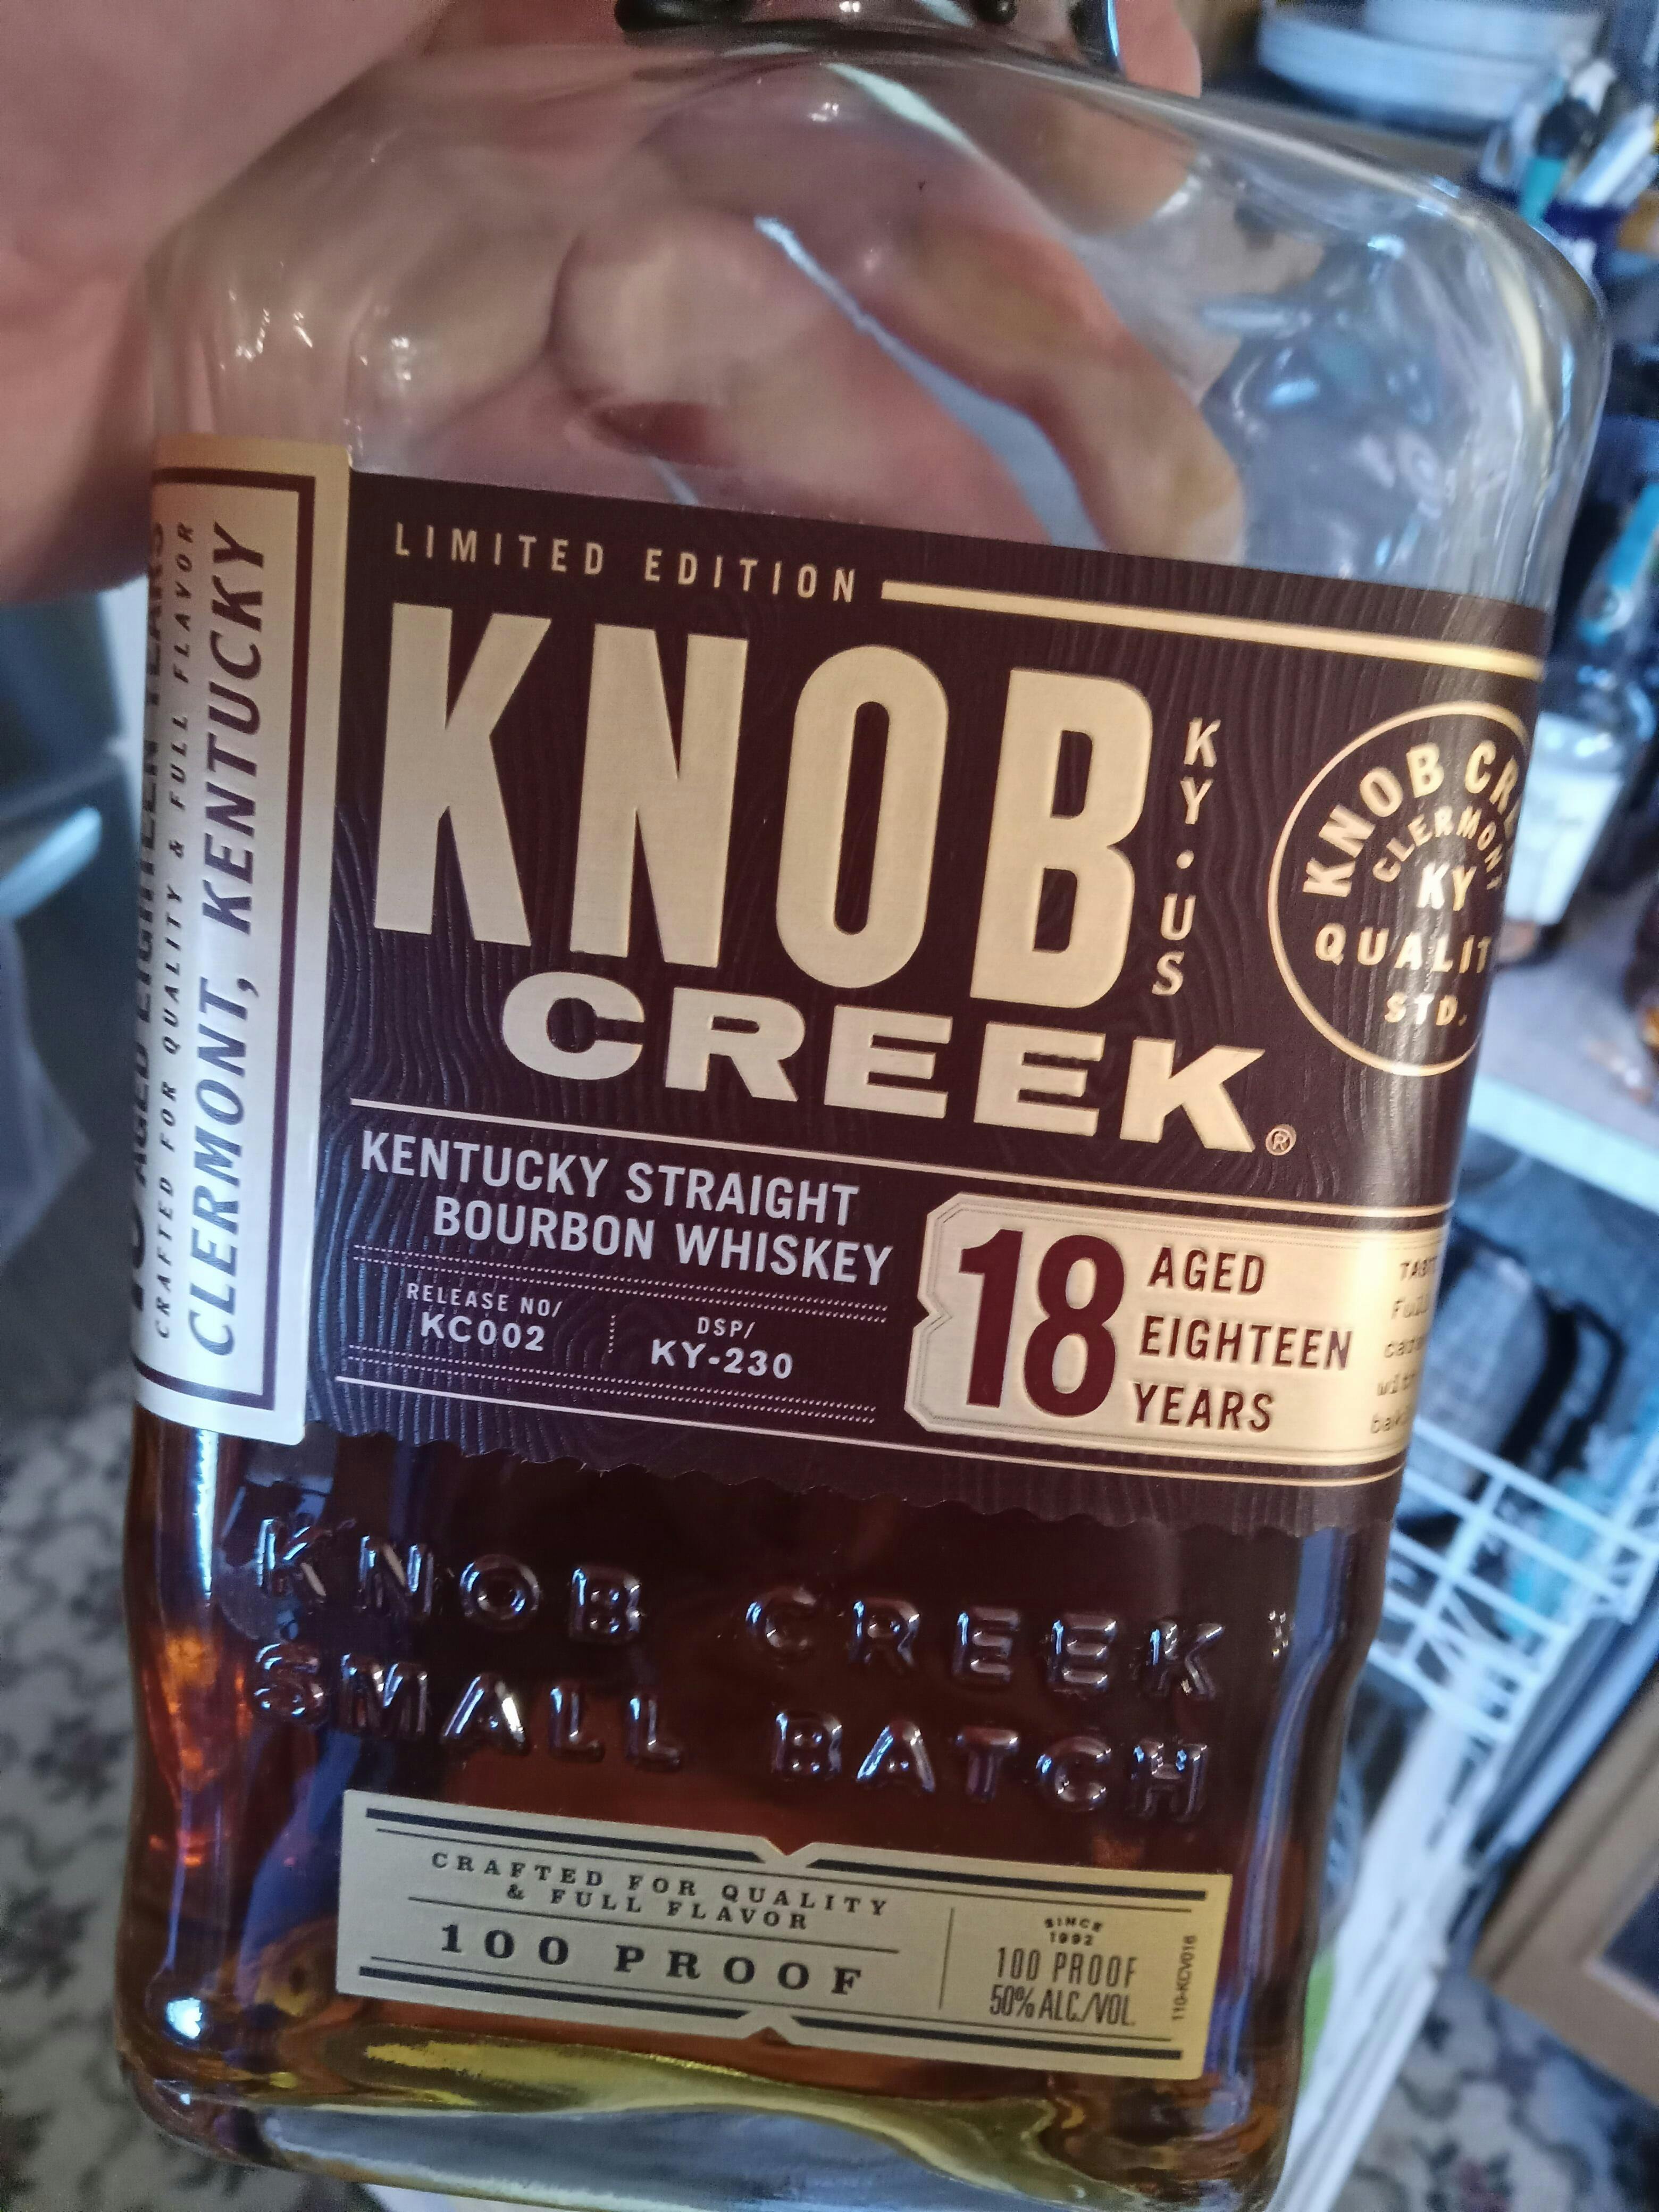 LIMITED EDITION
KNOB
KY·US
CREEK®
KNOB
CLERMONT
KY
STD.
KENTUCKY STRAIGHT
BOURBON WHISKEY
RELEASE NO/
KC002
DSP/
KY-230
18
AGED
EIGHTEEN
YEARS
AGED EIGHTEEN YEARS
CRAFTED FOR QUALITY & FULL FLAVOR
CLERMONT, KENTUCKY
KNOB CREEK
SMALL BATCH
CRAFTED FOR QUALITY
& FULL FLAVOR
100 PROOF
SINCE
1992
100 PROOF
50% ALC./VOL.
110-KCV016